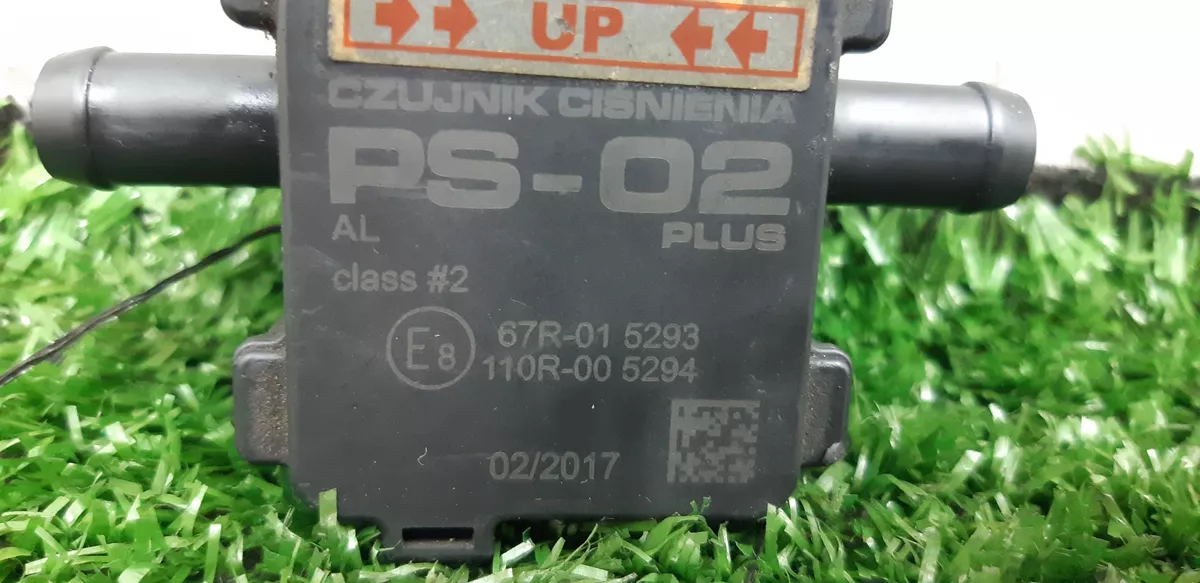 UP
CZUJNIK CIŚNIENIA
PS-02
AL PLUS
class #2
E8 67R-01 5293
110R-00 5294
02/2017